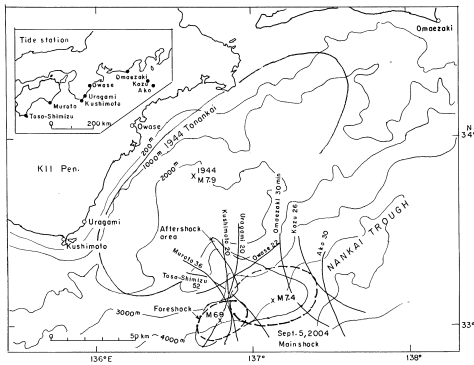 Tide station
Omaezaki
Kozu
Ako
Owase
Uragami
Kushimoto
Murato
Tosa-Shimizu
0 200 km
Omaezaki
N
34°
Owase
200m
1000m
1944 Tonankai
2000m
KII Pen.
1944
M7.9
Uragami
Kushimoto
Aftershock
area
Kushimoto 20
Uragami 20
Omaezaki 30min.
Kozu 26
Owase 22
Ako 30
Murato 36
Tosa-Shimizu
52
NANKAI TROUGH
3000m
Foreshock
M6.9
M7.4
Sept. 5, 2004
Mainshock
33°
0 50 km
4000m
136°E
137°
138°